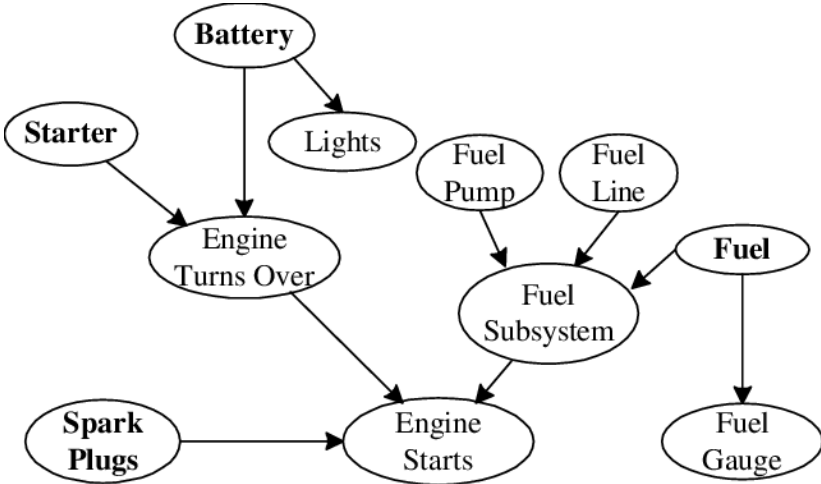 Battery
Starter
Lights
Fuel
Pump
Fuel
Line
Engine
Turns Over
Fuel
Fuel
Subsystem
Spark
Plugs
Engine
Starts
Fuel
Gauge